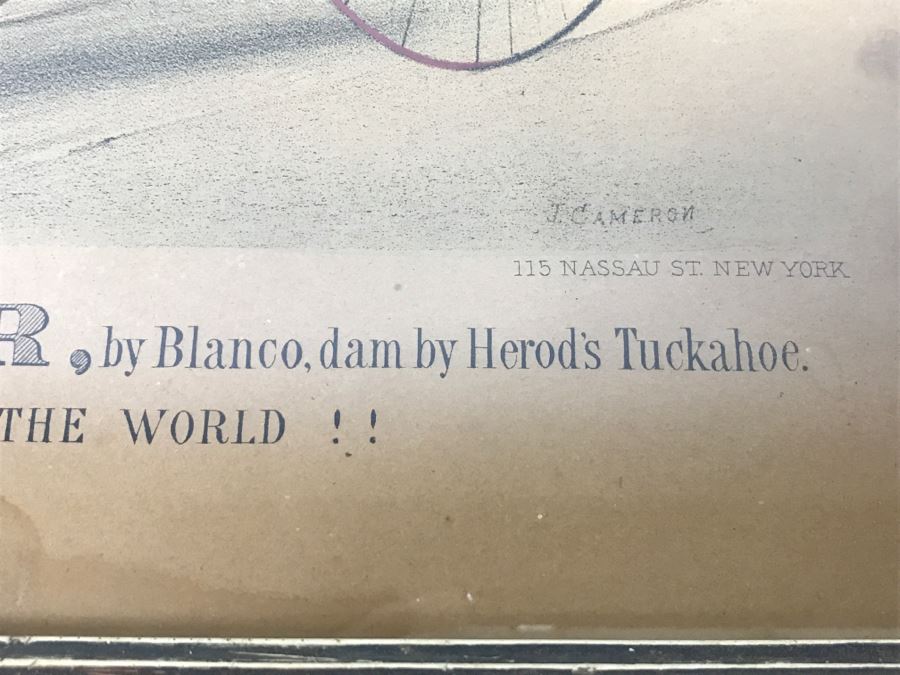 J. CAMERON
115 NASSAU ST. NEW YORK
R, by Blanco, dam by Herod's Tuckahoe.
THE WORLD !!